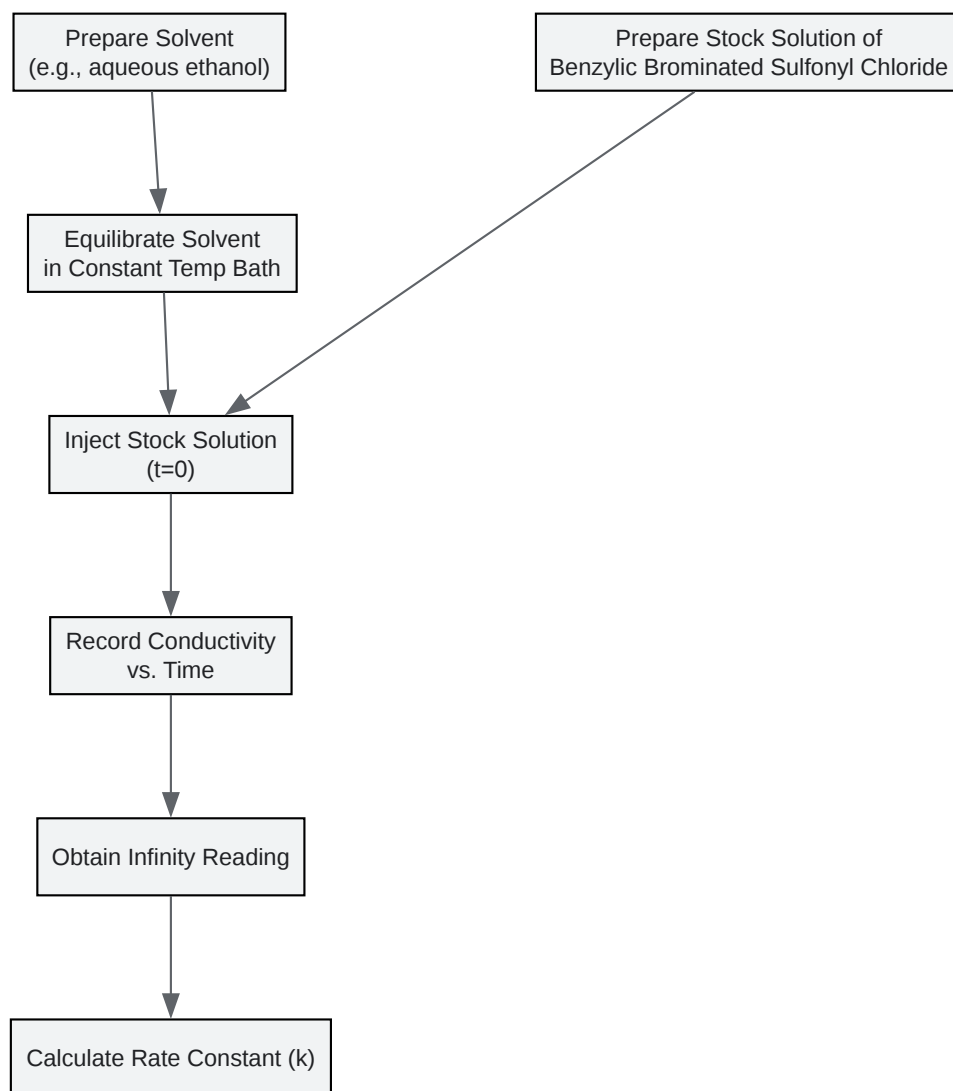 Prepare Solvent
(e.g., aqueous ethanol)
Prepare Stock Solution of
Benzylic Brominated Sulfonyl Chloride
Equilibrate Solvent
in Constant Temp Bath
Inject Stock Solution
(t=0)
Record Conductivity
vs. Time
Obtain Infinity Reading
Calculate Rate Constant (k)